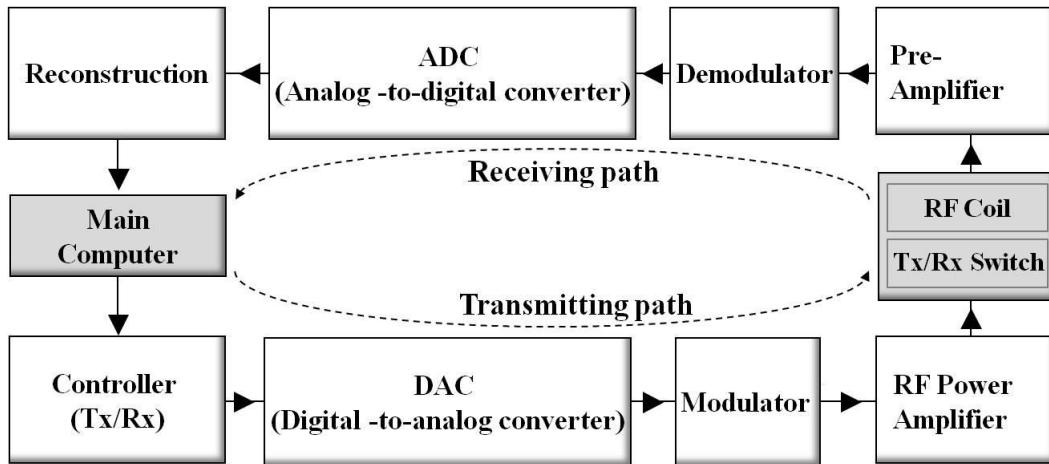 Reconstruction
ADC
(Analog -to-digital converter)
Demodulator
Pre-
Amplifier
Receiving path
Main
Computer
RF Coil
Tx/Rx Switch
Transmitting path
Controller
(Tx/Rx)
DAC
(Digital -to-analog converter)
Modulator
RF Power
Amplifier